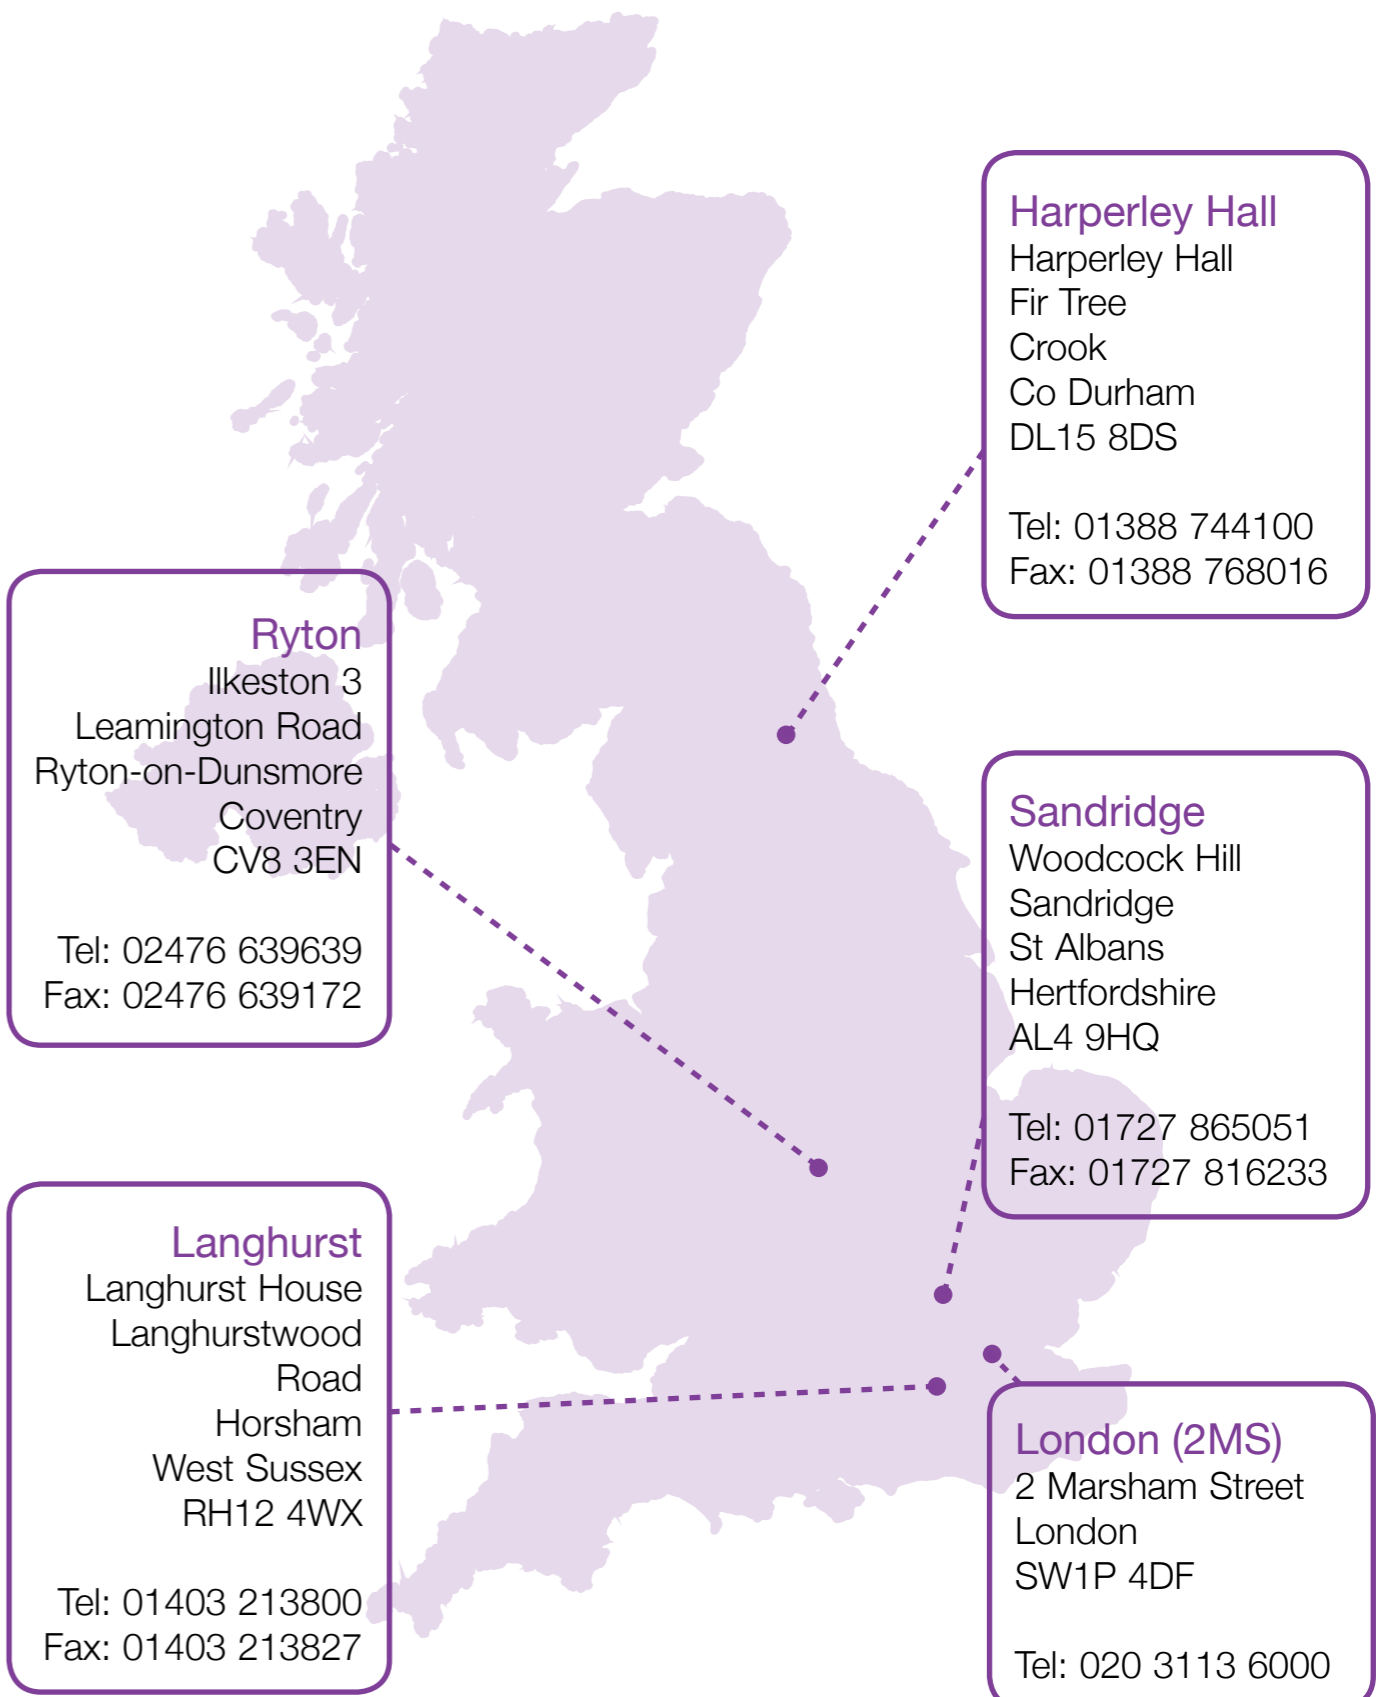 Harperley Hall
Harperley Hall
Fir Tree
Crook
Co Durham
DL15 8DS
Tel: 01388 744100
Fax: 01388 768016
Ryton
Ilkeston 3
Leamington Road
Ryton-on-Dunsmore
Coventry
CV8 3EN
Tel: 02476 639639
Fax: 02476 639172
Sandridge
Woodcock Hill
Sandridge
St Albans
Hertfordshire
AL4 9HQ
Tel: 01727 865051
Fax: 01727 816233
Langhurst
Langhurst House
Langhurstwood
Road
Horsham
West Sussex
RH12 4WX
Tel: 01403 213800
Fax: 01403 213827
London (2MS)
2 Marsham Street
London
SW1P 4DF
Tel: 020 3113 6000